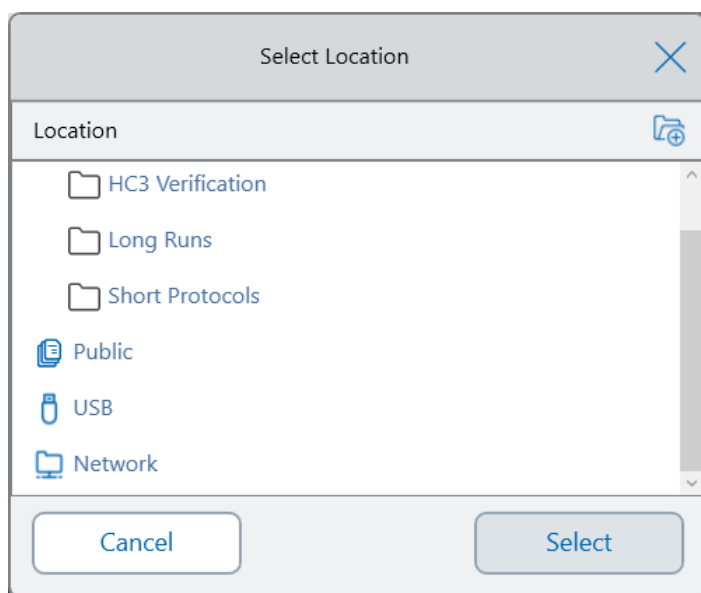 Select Location
Location
HC3 Verification
Long Runs
Short Protocols
Public
USB
Network
Cancel Select